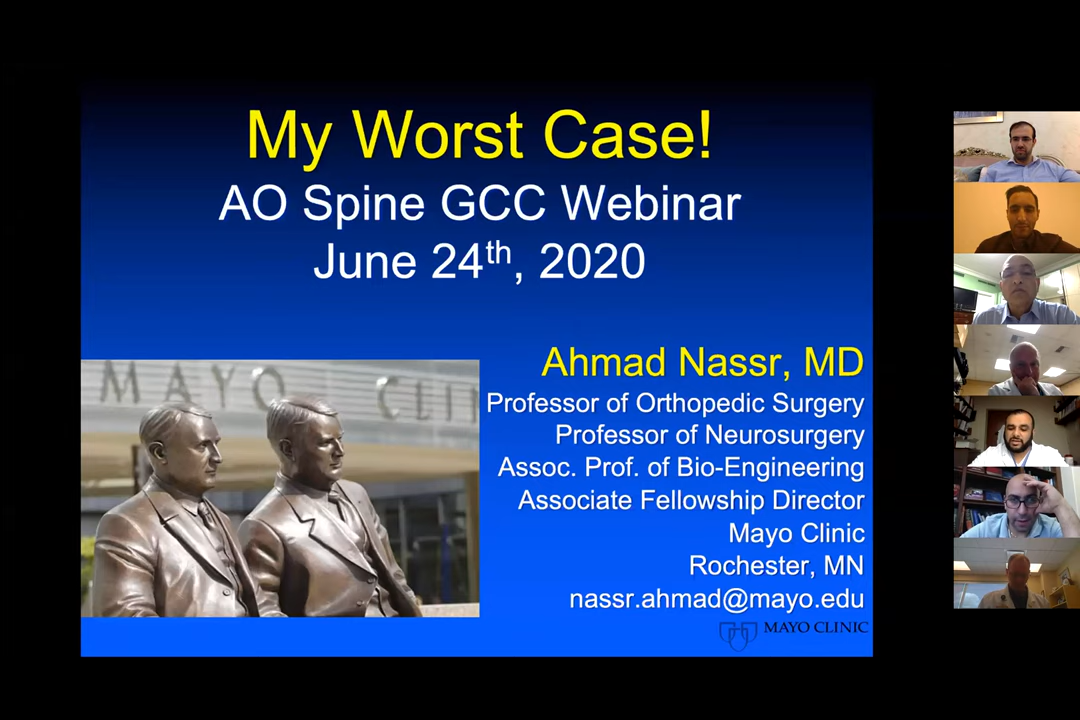 My Worst Case!
AO Spine GCC Webinar
June 24th, 2020
MAYO CLIN
Ahmad Nassr, MD
Professor of Orthopedic Surgery
Professor of Neurosurgery
Assoc. Prof. of Bio-Engineering
Associate Fellowship Director
Mayo Clinic
Rochester, MN
nassr.ahmad@mayo.edu
MAYO CLINIC